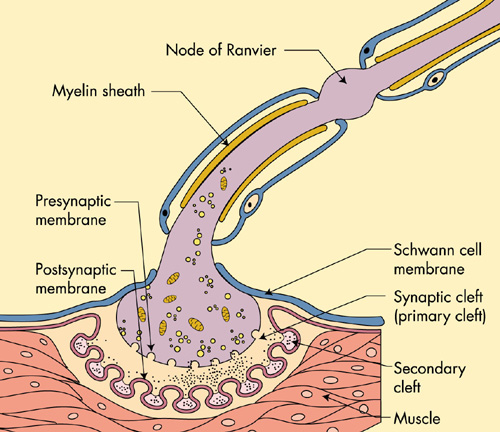 Node of Ranvier
Myelin sheath
Presynaptic
membrane
Postsynaptic
membrane
Schwann cell
membrane
Synaptic cleft
(primary cleft)
Secondary
cleft
Muscle